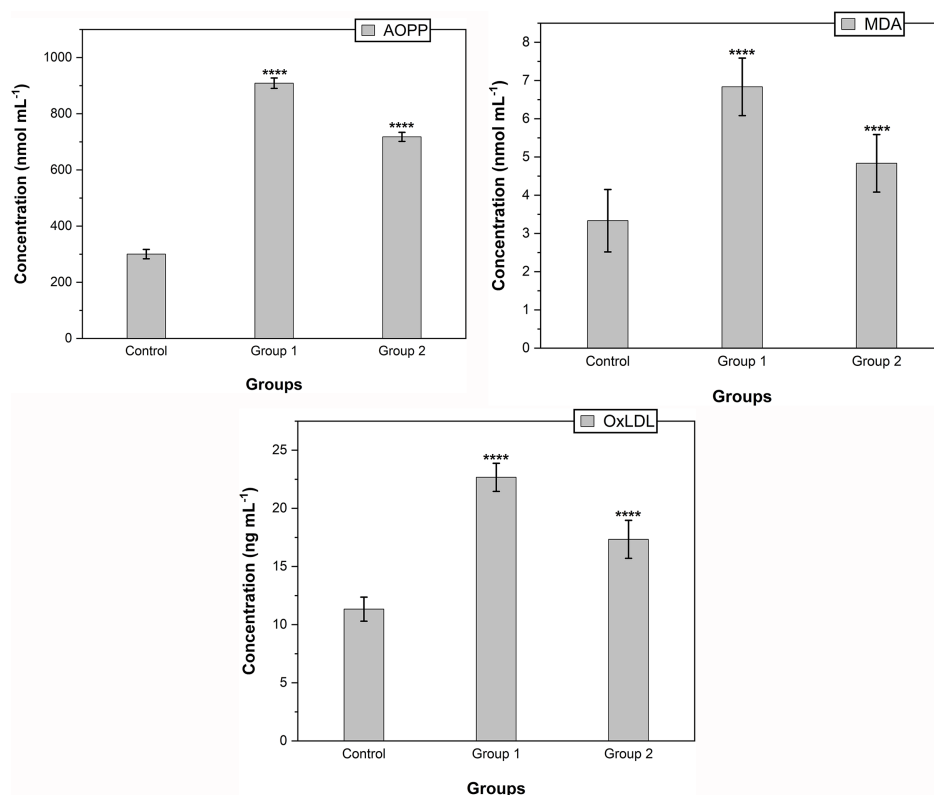 AOPP
Concentration (nmol mL⁻¹)
1000
800
600
400
200
0
****
****
Control
Group 1
Group 2
Groups
MDA
Concentration (nmol mL⁻¹)
8
7
6
5
4
3
2
1
0
****
****
Control
Group 1
Group 2
Groups
OxLDL
Concentration (ng mL⁻¹)
25
20
15
10
5
0
****
****
Control
Group 1
Group 2
Groups